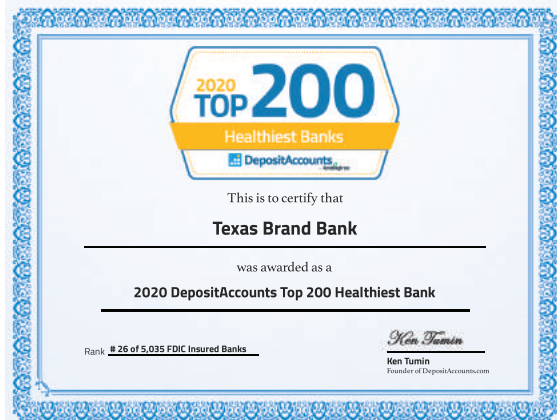 2020
TOP 200
Healthiest Banks
DepositAccounts
This is to certify that
Texas Brand Bank
was awarded as a
2020 DepositAccounts Top 200 Healthiest Bank
Rank # 26 of 5,035 FDIC Insured Banks
Ken Tumin
Ken Tumin
Founder of DepositAccounts.com